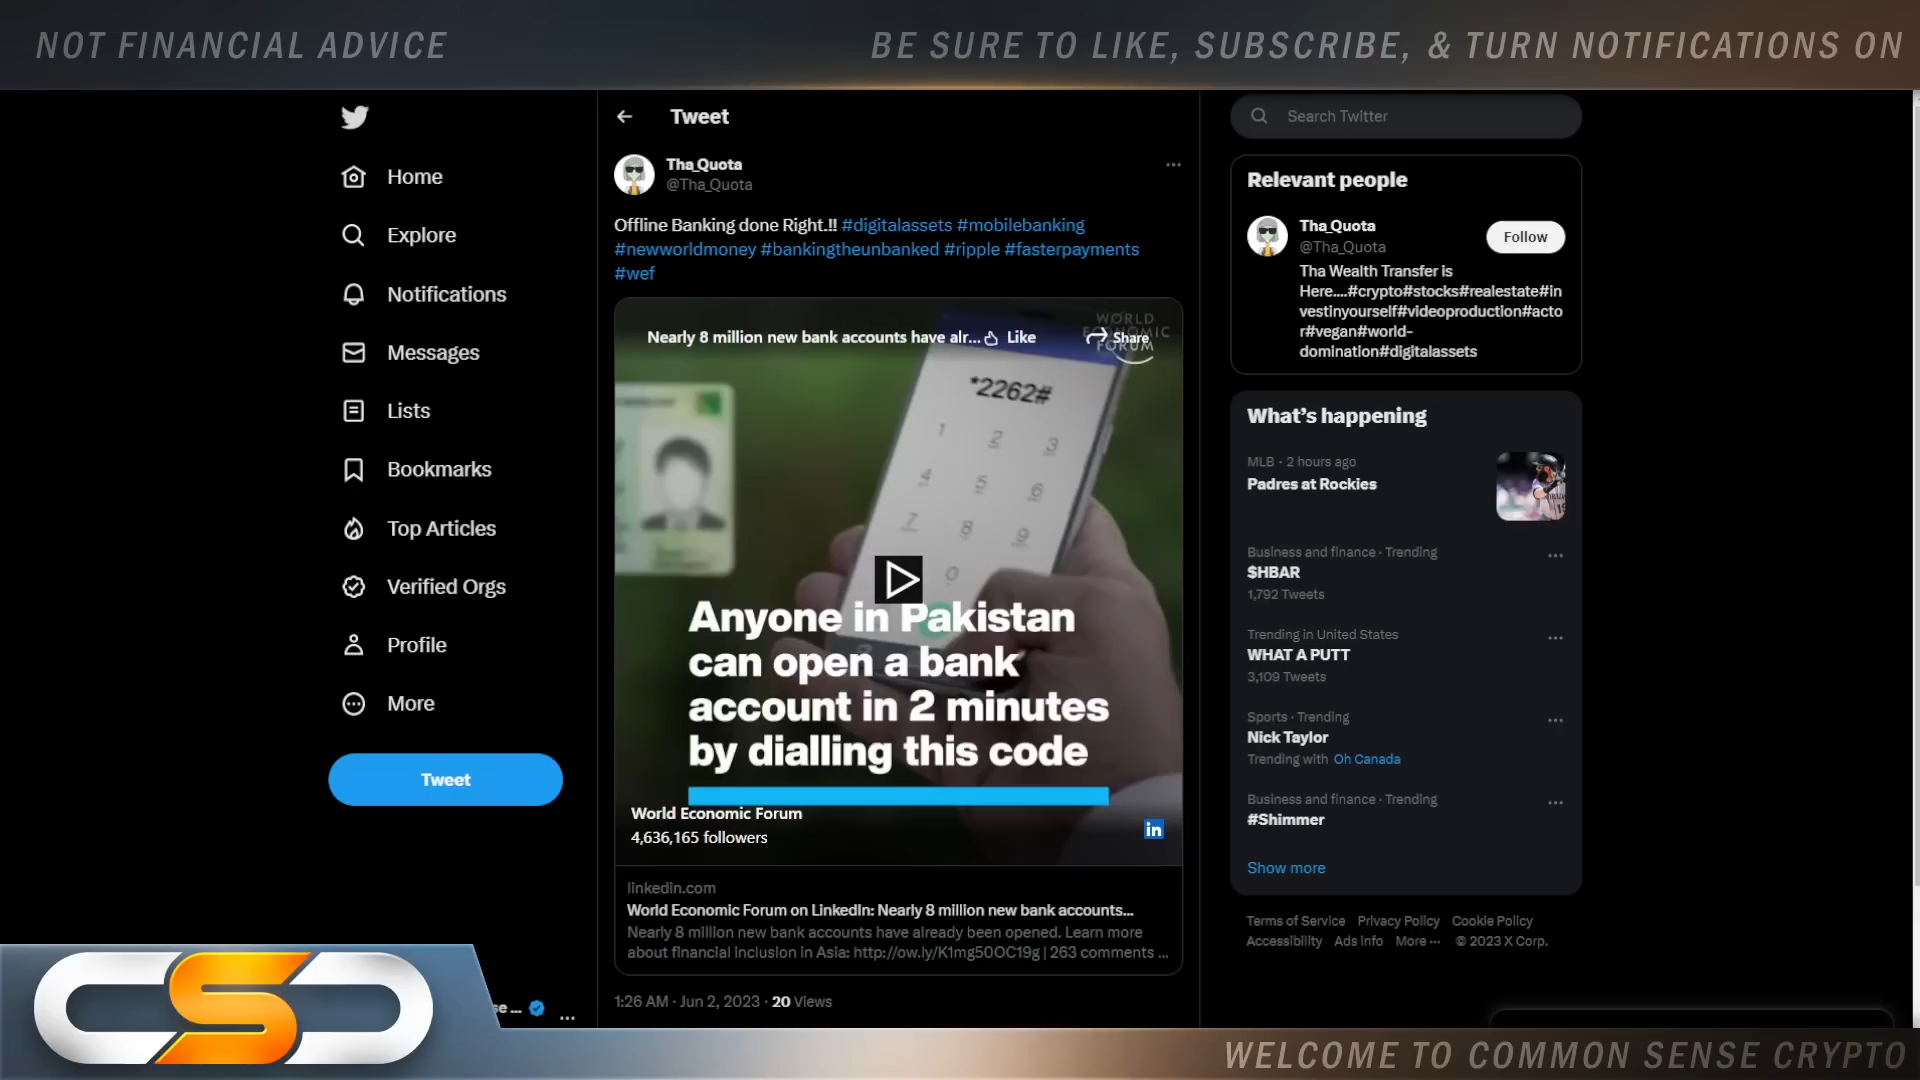 NOT FINANCIAL ADVICE
BE SURE TO LIKE, SUBSCRIBE, & TURN NOTIFICATIONS ON
Home
Explore
Notifications
Messages
Lists
Bookmarks
Top Articles
Verified Orgs
Profile
More
Tweet
se ...
Tweet
Tha_Quota
@Tha_Quota
Offline Banking done Right.!! #digitalassets #mobilebanking
#newworldmoney #bankingtheunbanked #ripple #fasterpayments
#wef
Nearly 8 million new bank accounts have alr...
Like
Share
WORLD
ECONOMIC
FORUM
*2262#
1 2 3
4 5 6
7 8 9
0
Anyone in Pakistan
can open a bank
account in 2 minutes
by dialling this code
World Economic Forum
4,636,165 followers
in
linkedin.com
World Economic Forum on LinkedIn: Nearly 8 million new bank accounts...
Nearly 8 million new bank accounts have already been opened. Learn more
about financial inclusion in Asia: http://ow.ly/K1mg50OC19g | 263 comments ...
1:26 AM · Jun 2, 2023 · 20 Views
Search Twitter
Relevant people
Tha_Quota
@Tha_Quota
Follow
Tha Wealth Transfer is
Here....#crypto#stocks#realestate#in
vestinyourself#videoproduction#acto
r#vegan#world-
domination#digitalassets
What's happening
MLB · 2 hours ago
Padres at Rockies
Business and finance · Trending
$HBAR
1,792 Tweets
Trending in United States
WHAT A PUTT
3,109 Tweets
Sports · Trending
Nick Taylor
Trending with Oh Canada
Business and finance · Trending
#Shimmer
Show more
Terms of Service Privacy Policy Cookie Policy
Accessibility Ads info More ··· © 2023 X Corp.
CSC
WELCOME TO COMMON SENSE CRYPTO